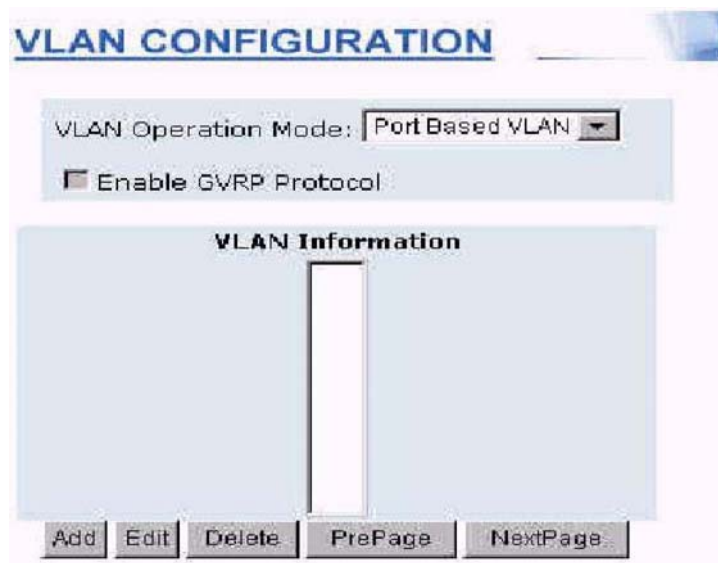 VLAN CONFIGURATION
VLAN Operation Mode: Port Based VLAN
Enable GVRP Protocol
VLAN Information
Add Edit Delete PrePage NextPage